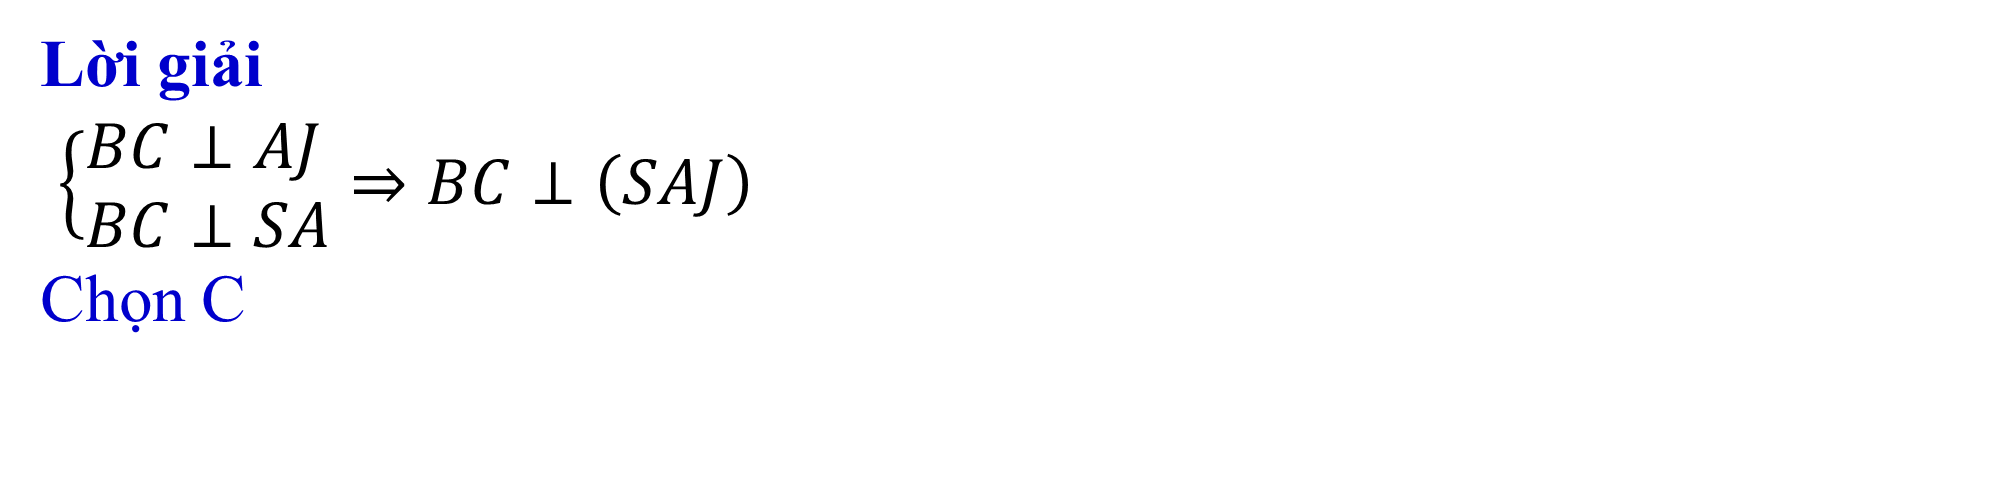 Lời giải
{BC ⊥ AJ
BC ⊥ SA ⇒ BC ⊥ (SAJ)
Chọn C